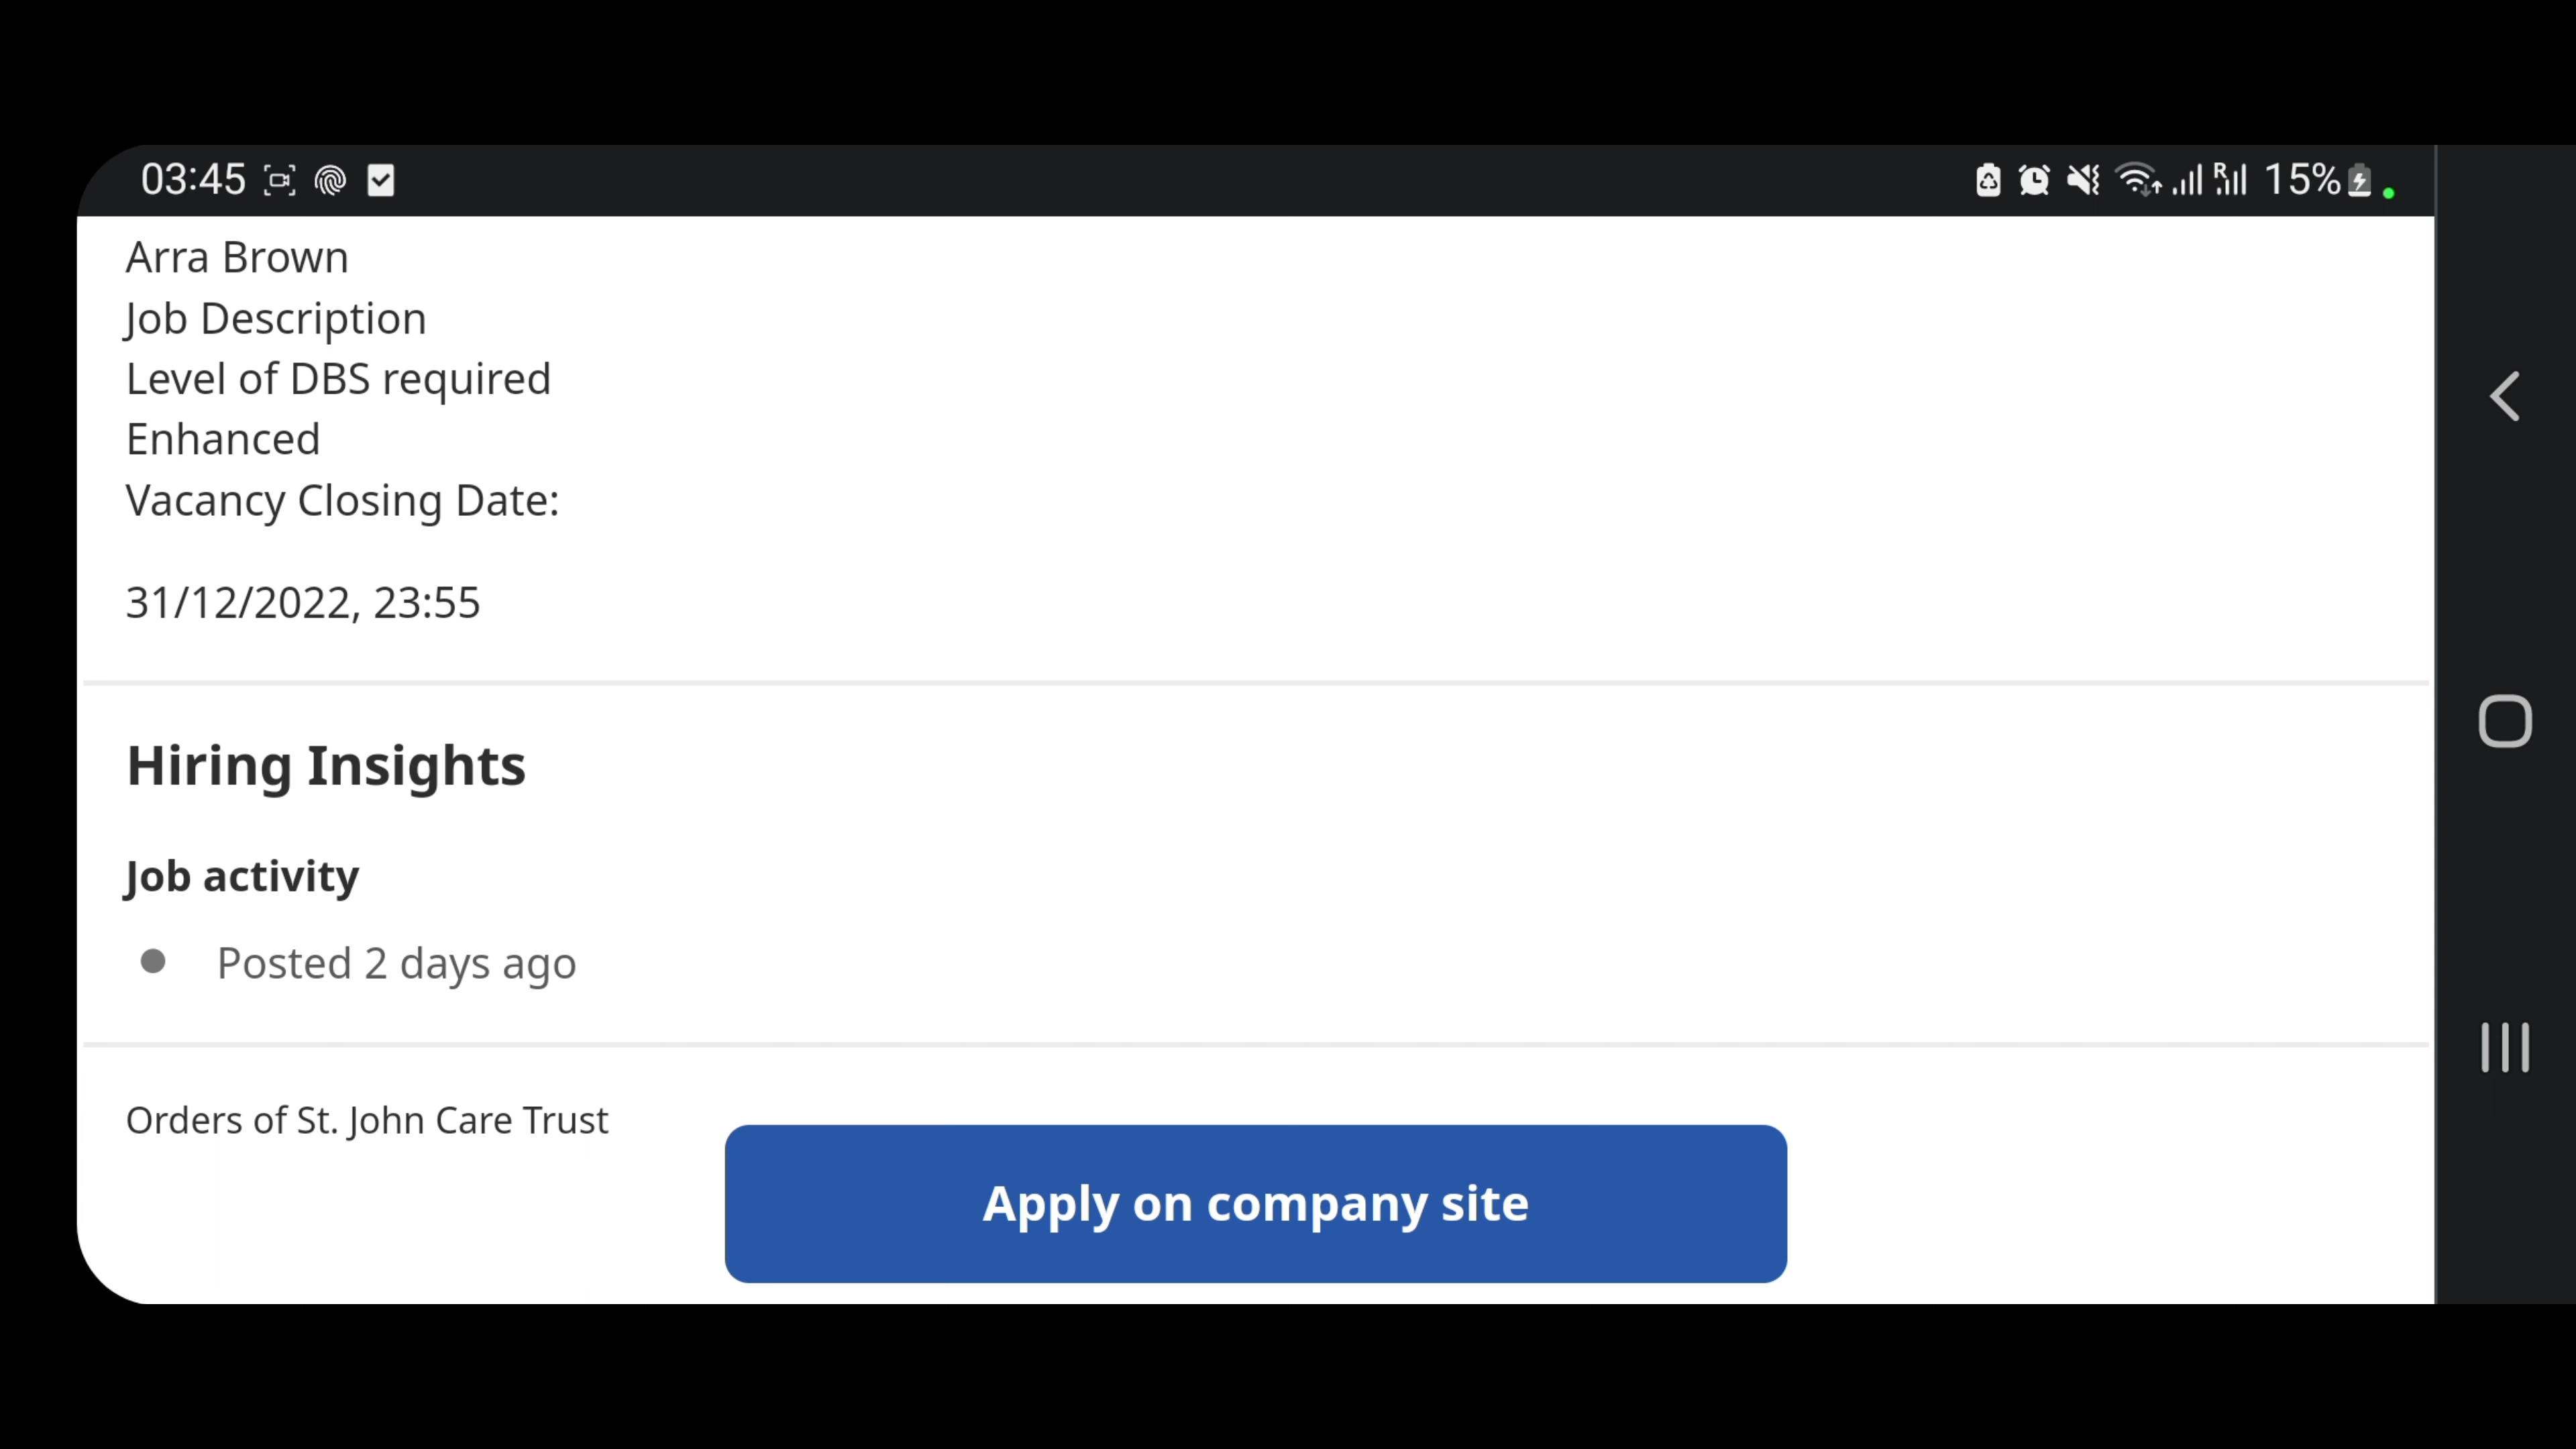 03:45
R
15%
Arra Brown
Job Description
Level of DBS required
Enhanced
Vacancy Closing Date:
31/12/2022, 23:55
Hiring Insights
Job activity
Posted 2 days ago
Orders of St. John Care Trust
Apply on company site